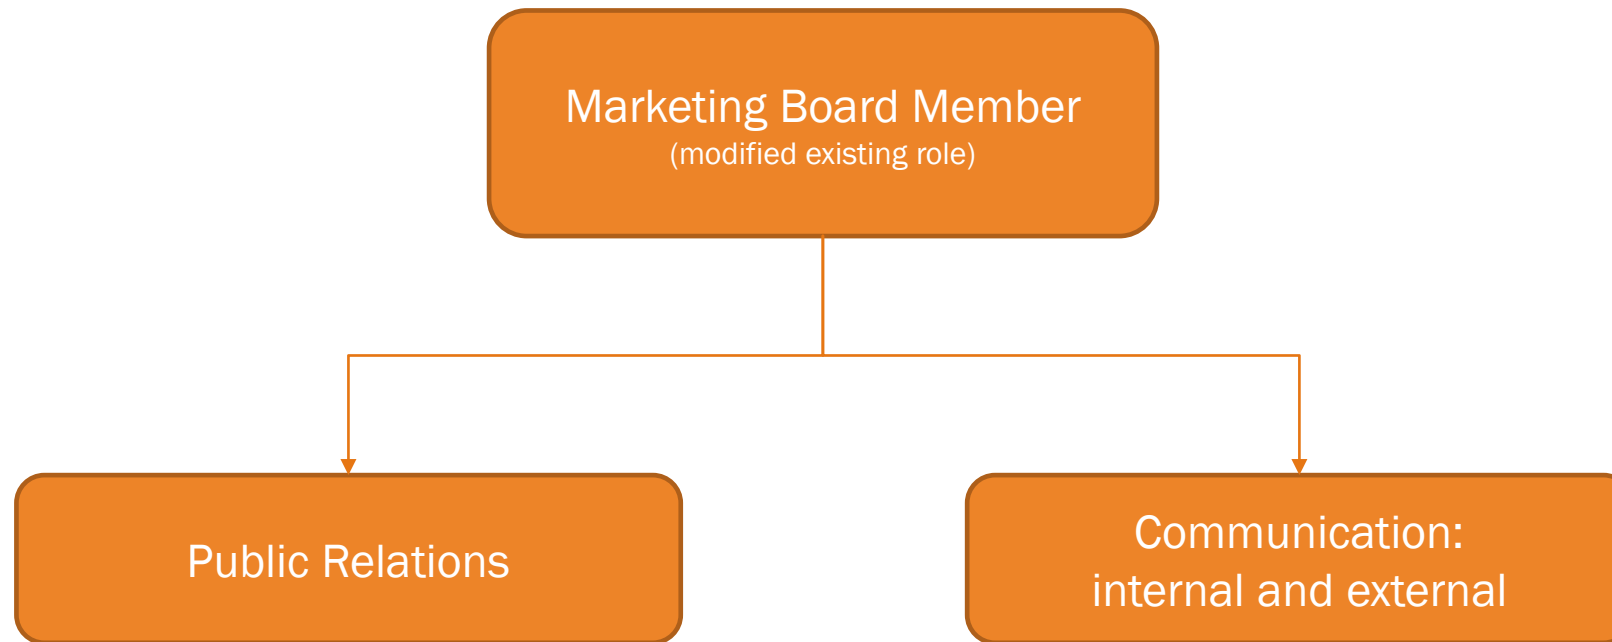 Marketing Board Member
(modified existing role)
Public Relations
Communication:
internal and external